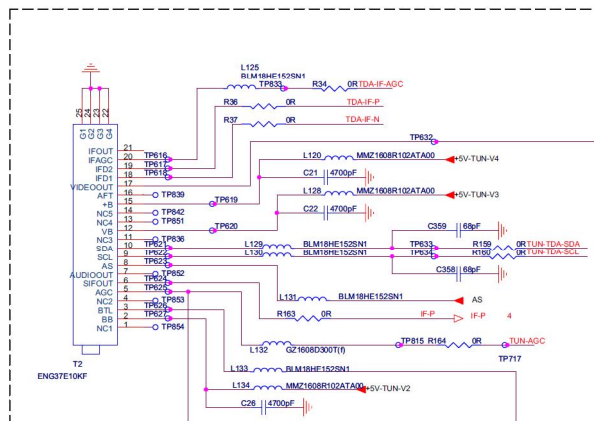 L125
BLM18HE152SN1
TP833 R34 0R TDA-IF-AGC
R36 0R TDA-IF-P
R37 0R TDA-IF-N
25 24 23 22
G1 G2 G3 G4
TP632
IFOUT 21
IFAGC 20 TP616
IFD2 19 TP617
IFD1 18 TP618
VIDEOOUT 17
AFT 16 TP839
+B 15 TP619
NC5 14 TP842
NC4 13 TP851
VB 12 TP620
NC3 11 TP836
SDA 10 TP621
SCL 9 TP622
AS 8 TP623
AUDIOOUT 7 TP852
SIFOUT 6 TP624
AGC 5 TP625
NC2 4 TP853
BTL 3 TP626
BB 2 TP627
NC1 1 TP854
T2
ENG37E10KF
L120 MMZ1608R102ATA00 +5V-TUN-V4
C21 4700pF
L128 MMZ1608R102ATA00 +5V-TUN-V3
C22 4700pF
C359 68pF
L129 BLM18HE152SN1 TP633 R159 0R TUN-TDA-SDA
L130 BLM18HE152SN1 TP634 R160 0R TUN-TDA-SCL
C358 68pF
L131 BLM18HE152SN1 AS
R163 0R IF-P IF-P 4
L132 GZ1608D300T(f) TP815 R164 0R TUN-AGC
TP717
L133 BLM18HE152SN1
L134 MMZ1608R102ATA00 +5V-TUN-V2
C26 4700pF